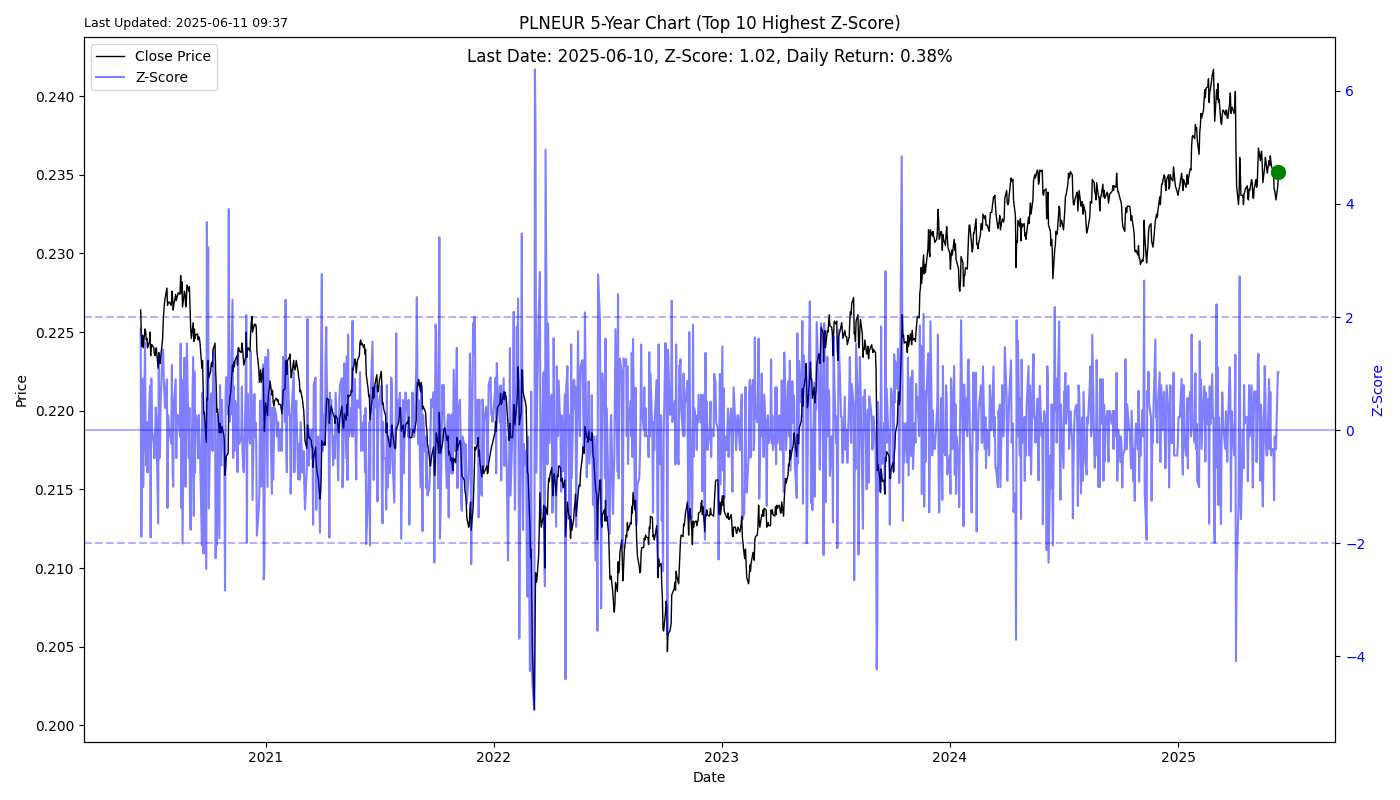 Last Updated: 2025-06-11 09:37
PLNEUR 5-Year Chart (Top 10 Highest Z-Score)
Last Date: 2025-06-10, Z-Score: 1.02, Daily Return: 0.38%
Close Price
Z-Score
0.240
0.235
0.230
0.225
0.220
0.215
0.210
0.205
0.200
Price
6
4
2
0
−2
−4
Z-Score
2021
2022
2023
2024
2025
Date